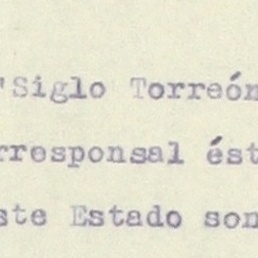 "Siglo Torreón
rresponsal ést
ste Estado son